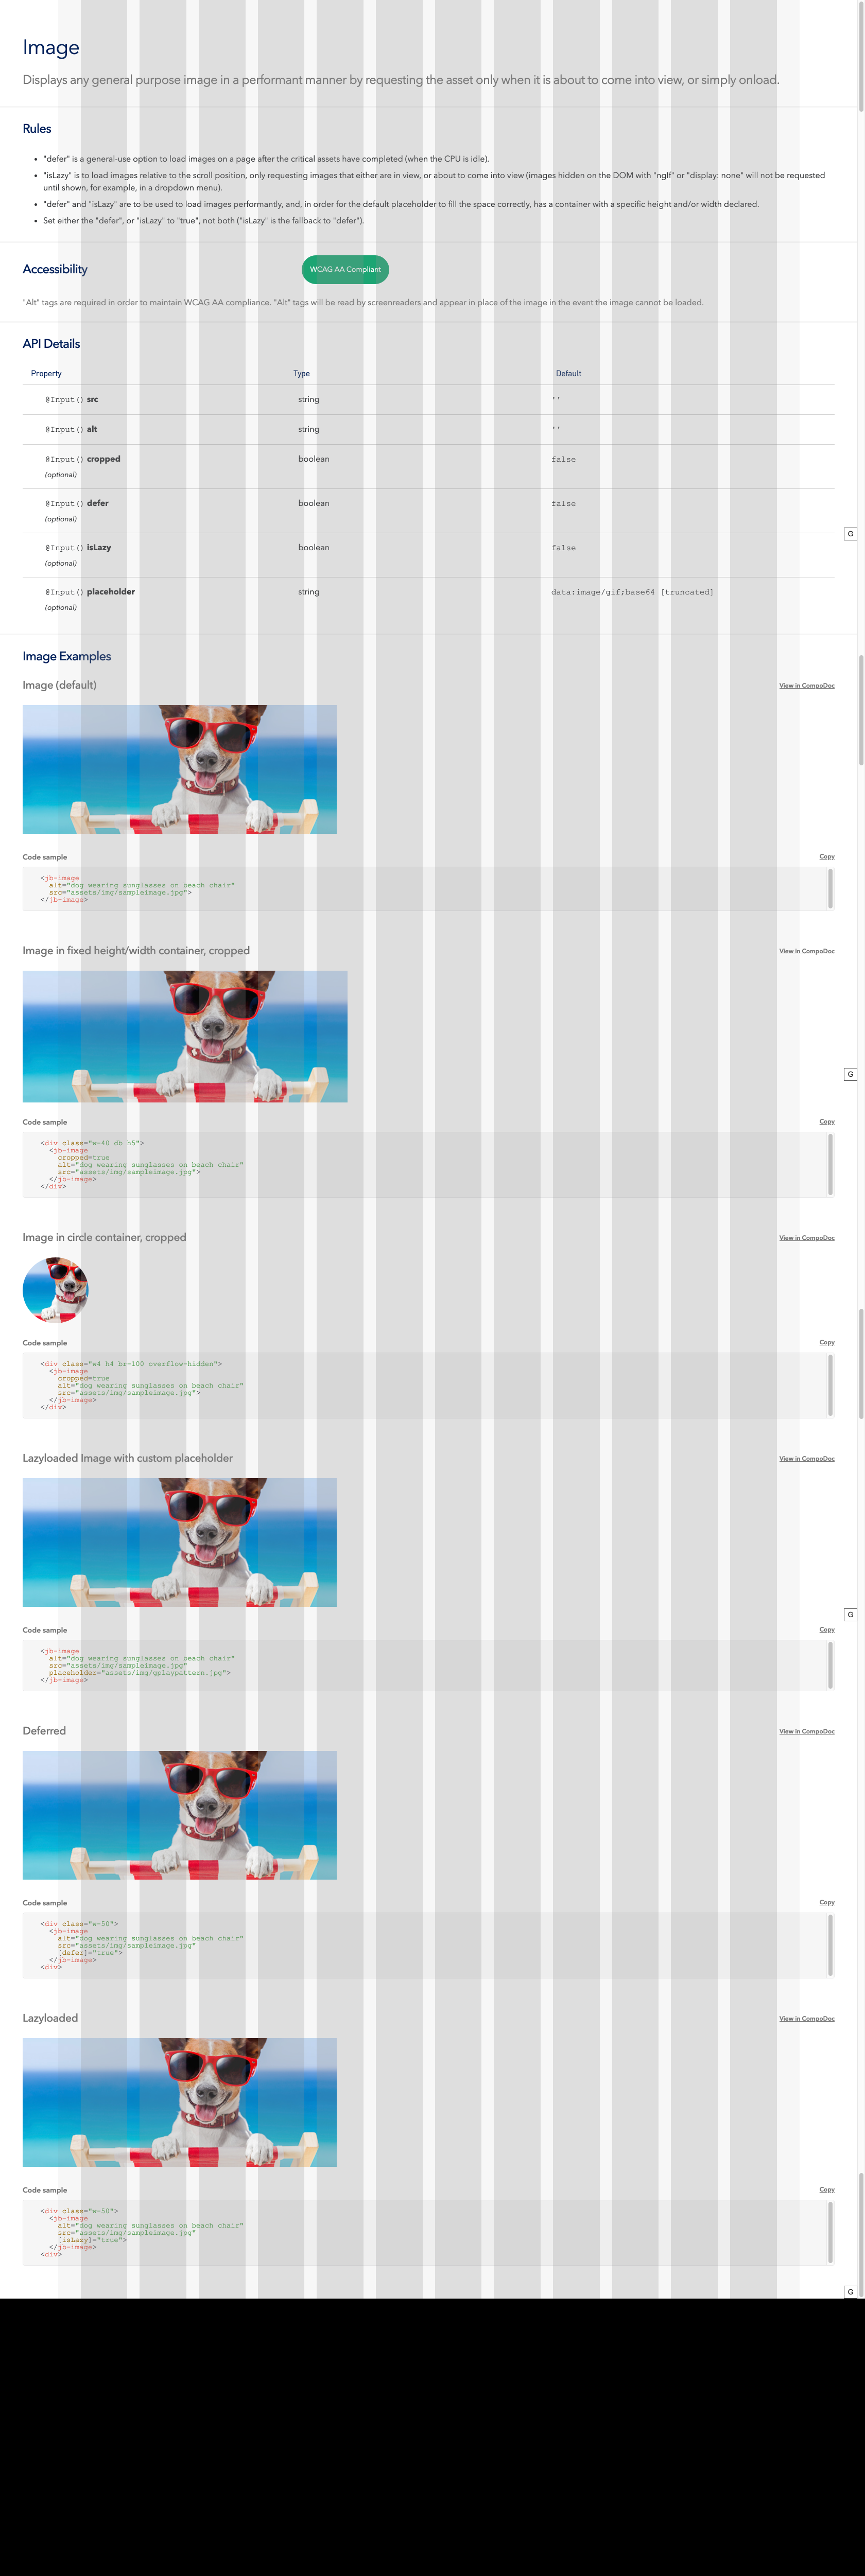 Image
Displays any general purpose image in a performant manner by requesting the asset only when it is about to come into view, or simply onload.
Rules
• "defer" is a general-use option to load images on a page after the critical assets have completed (when the CPU is idle).
• "isLazy" is to load images relative to the scroll position, only requesting images that either are in view, or about to come into view (images hidden on the DOM with "ngIf" or "display: none" will not be requested
until shown, for example, in a dropdown menu).
• "defer" and "isLazy" are to be used to load images performantly, and, in order for the default placeholder to fill the space correctly, has a container with a specific height and/or width declared.
• Set either the "defer", or "isLazy" to "true", not both ("isLazy" is the fallback to "defer").
Accessibility WCAG AA Compliant
"Alt" tags are required in order to maintain WCAG AA compliance. "Alt" tags will be read by screenreaders and appear in place of the image in the event the image cannot be loaded.
API Details
Property Type Default
@Input() src string ''
@Input() alt string ''
@Input() cropped boolean false
(optional)
@Input() defer boolean false
(optional)
G
@Input() isLazy boolean false
(optional)
@Input() placeholder string data:image/gif;base64 [truncated]
(optional)
Image Examples
Image (default) View in CompoDoc
Code sample Copy
<jb-image
alt="dog wearing sunglasses on beach chair"
src="assets/img/sampleimage.jpg">
</jb-image>
Image in fixed height/width container, cropped View in CompoDoc
G
Code sample Copy
<div class="w-40 db h5">
<jb-image
cropped=true
alt="dog wearing sunglasses on beach chair"
src="assets/img/sampleimage.jpg">
</jb-image>
</div>
Image in circle container, cropped View in CompoDoc
Code sample Copy
<div class="w4 h4 br-100 overflow-hidden">
<jb-image
cropped=true
alt="dog wearing sunglasses on beach chair"
src="assets/img/sampleimage.jpg">
</jb-image>
</div>
Lazyloaded Image with custom placeholder View in CompoDoc
G
Code sample Copy
<jb-image
alt="dog wearing sunglasses on beach chair"
src="assets/img/sampleimage.jpg"
placeholder="assets/img/gplaypattern.jpg">
</jb-image>
Deferred View in CompoDoc
Code sample Copy
<div class="w-50">
<jb-image
alt="dog wearing sunglasses on beach chair"
src="assets/img/sampleimage.jpg"
[defer]="true">
</jb-image>
<div>
Lazyloaded View in CompoDoc
Code sample Copy
<div class="w-50">
<jb-image
alt="dog wearing sunglasses on beach chair"
src="assets/img/sampleimage.jpg"
[isLazy]="true">
</jb-image>
<div>
G